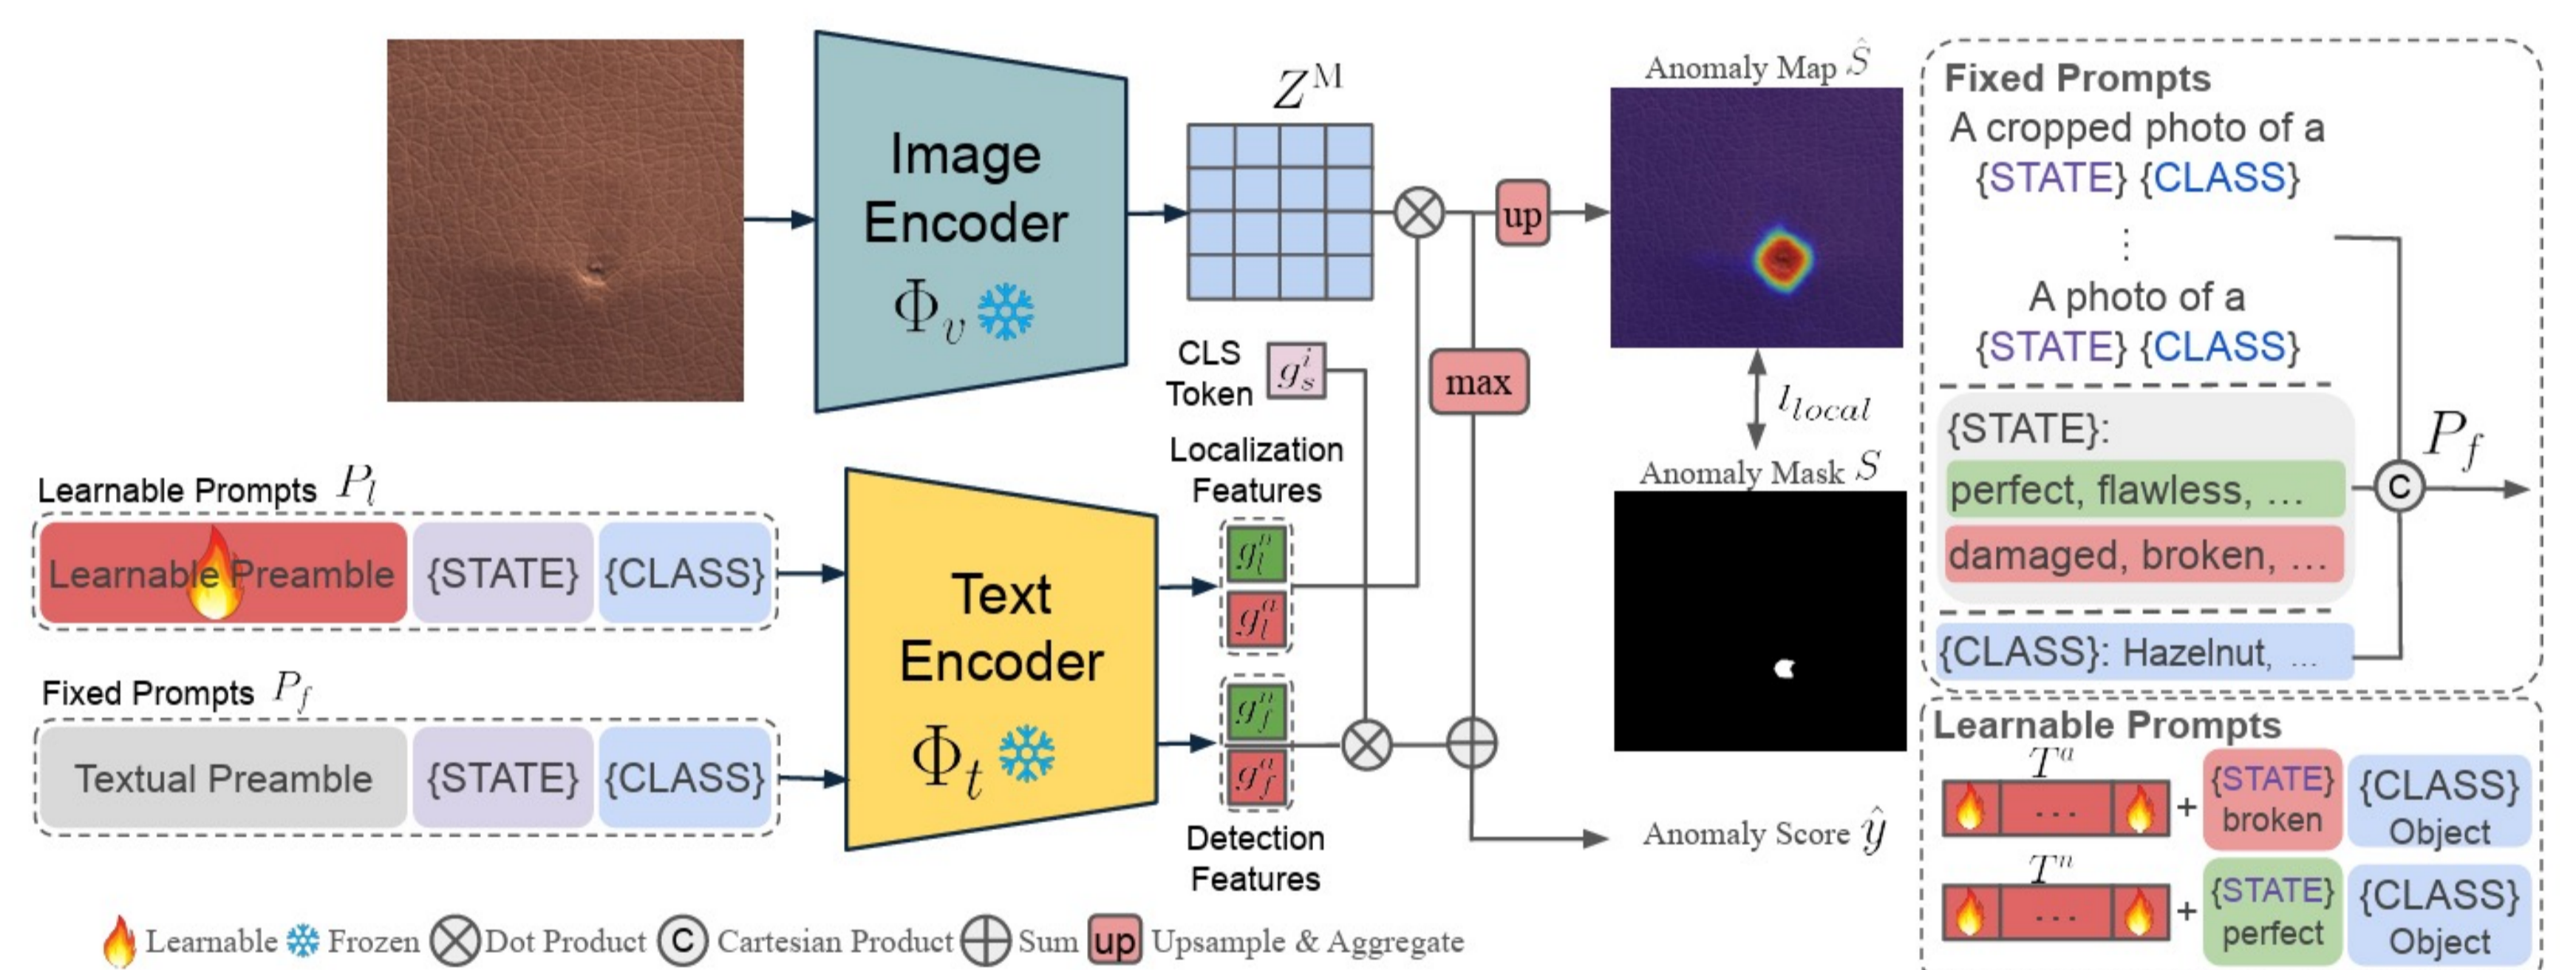 Image
Encoder
Φ_v
Z^M
CLS
Token
g_s^i
Localization
Features
g_l^n
g_l^a
g_f^n
g_f^a
Detection
Features
Learnable Prompts P_l
Learnable Preamble {STATE} {CLASS}
Fixed Prompts P_f
Textual Preamble {STATE} {CLASS}
Text
Encoder
Φ_t
up
max
Anomaly Map Ŝ
l_local
Anomaly Mask S
Anomaly Score ŷ
Fixed Prompts
A cropped photo of a
{STATE} {CLASS}
⋮
A photo of a
{STATE} {CLASS}
{STATE}:
perfect, flawless, ...
damaged, broken, ...
{CLASS}: Hazelnut, ...
C
P_f
Learnable Prompts
T^a
... + {STATE} {CLASS}
broken Object
T^n
... + {STATE} {CLASS}
perfect Object
Learnable Frozen Dot Product C Cartesian Product Sum up Upsample & Aggregate